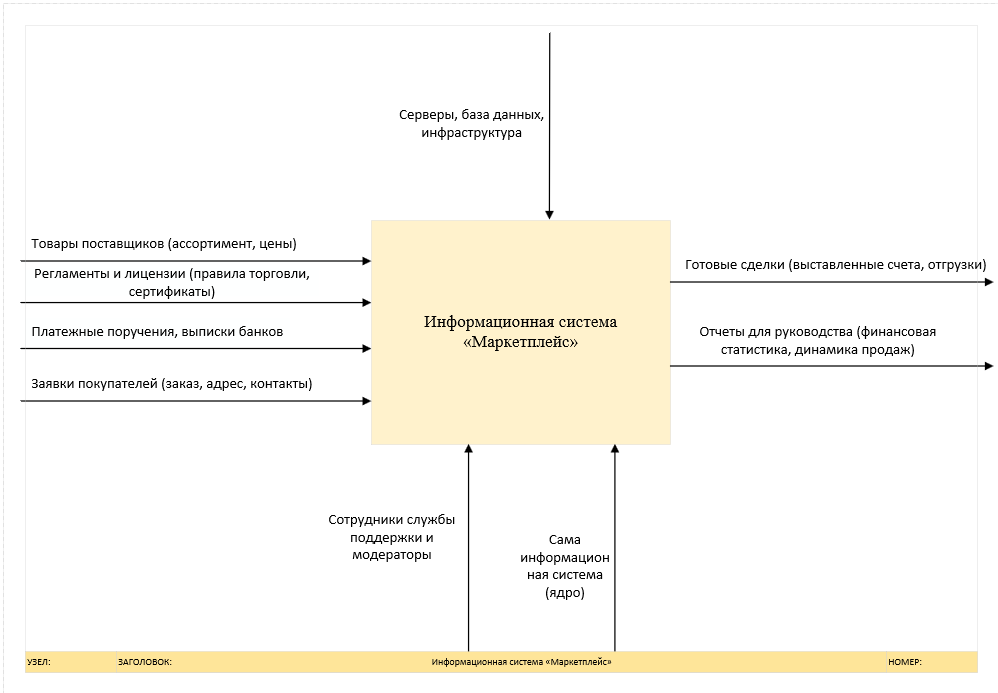 Серверы, база данных,
инфраструктура
Товары поставщиков (ассортимент, цены)
Регламенты и лицензии (правила торговли,
сертификаты)
Платежные поручения, выписки банков
Заявки покупателей (заказ, адрес, контакты)
Информационная система
«Маркетплейс»
Готовые сделки (выставленные счета, отгрузки)
Отчеты для руководства (финансовая
статистика, динамика продаж)
Сотрудники службы
поддержки и
модераторы
Сама
информацион
ная система
(ядро)
УЗЕЛ:
ЗАГОЛОВОК:
Информационная система «Маркетплейс»
НОМЕР: